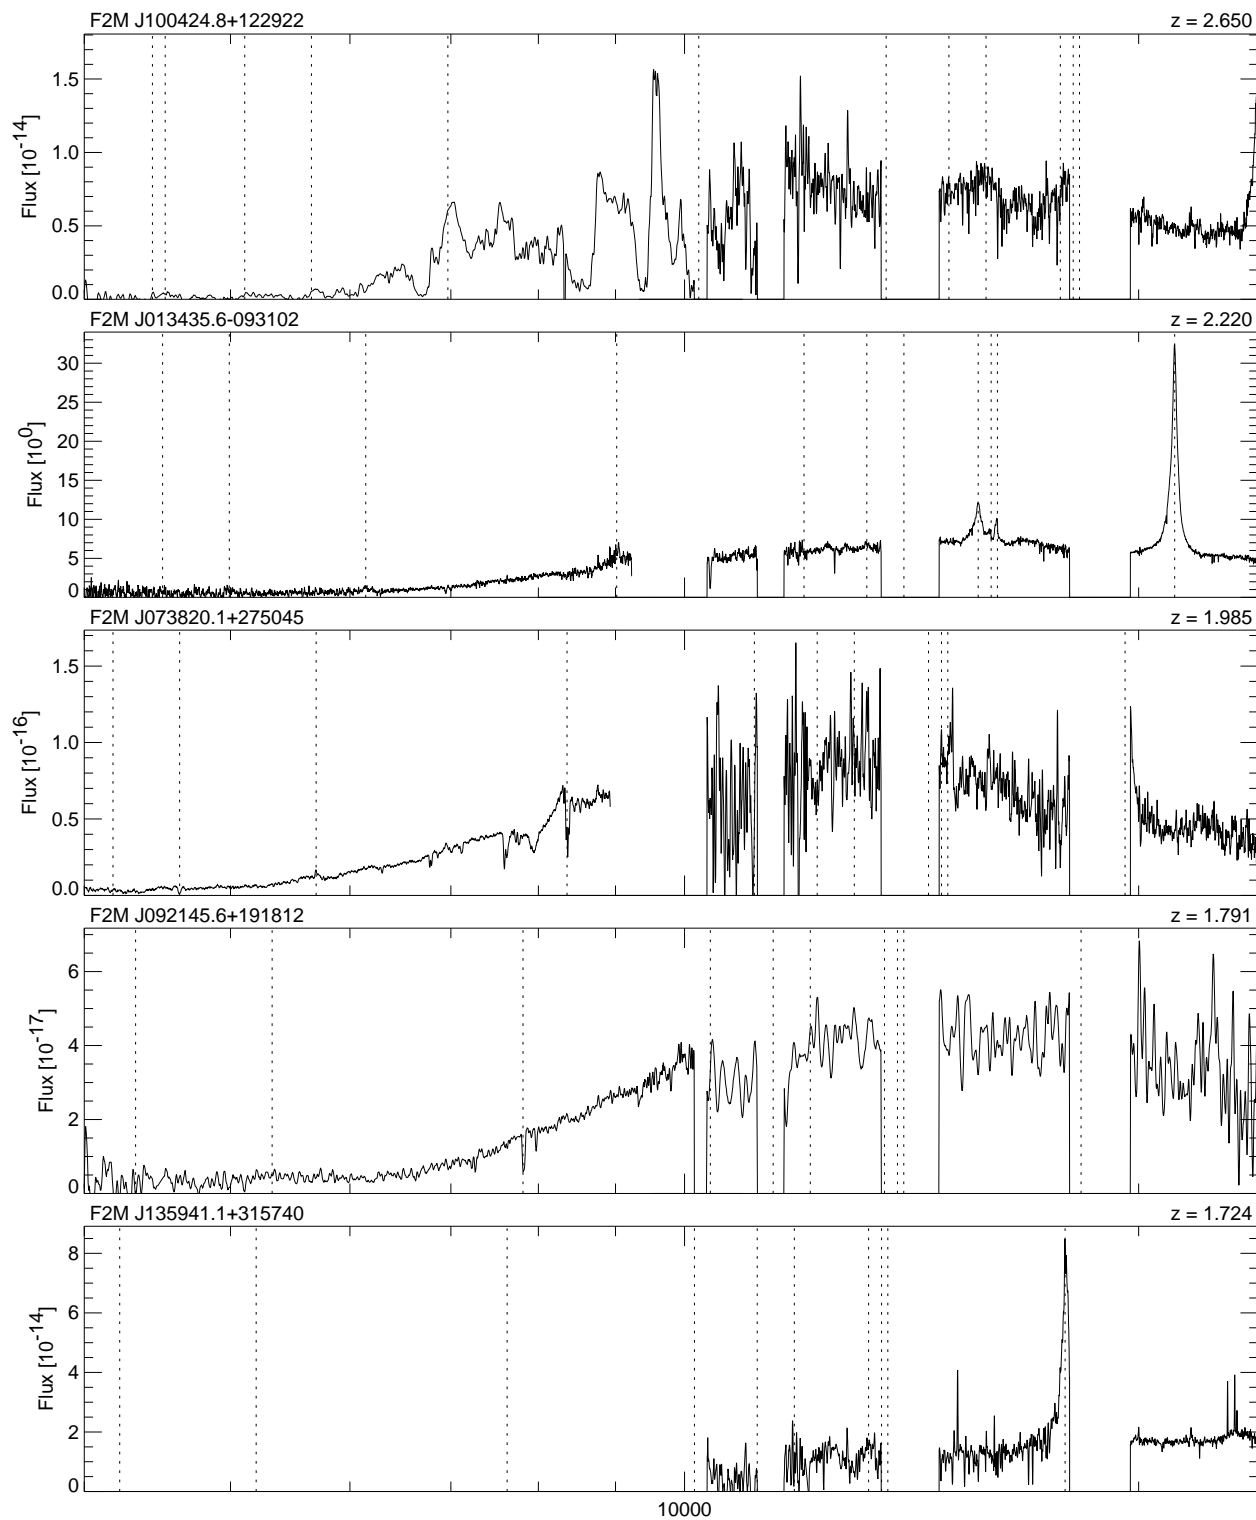 F2M J100424.8+122922 z = 2.650
1.5
1.0
0.5
0.0
Flux [10^-14]
F2M J013435.6-093102 z = 2.220
30
25
20
15
10
5
0
Flux [10^0]
F2M J073820.1+275045 z = 1.985
1.5
1.0
0.5
0.0
Flux [10^-16]
F2M J092145.6+191812 z = 1.791
6
4
2
0
Flux [10^-17]
F2M J135941.1+315740 z = 1.724
8
6
4
2
0
Flux [10^-14]
10000